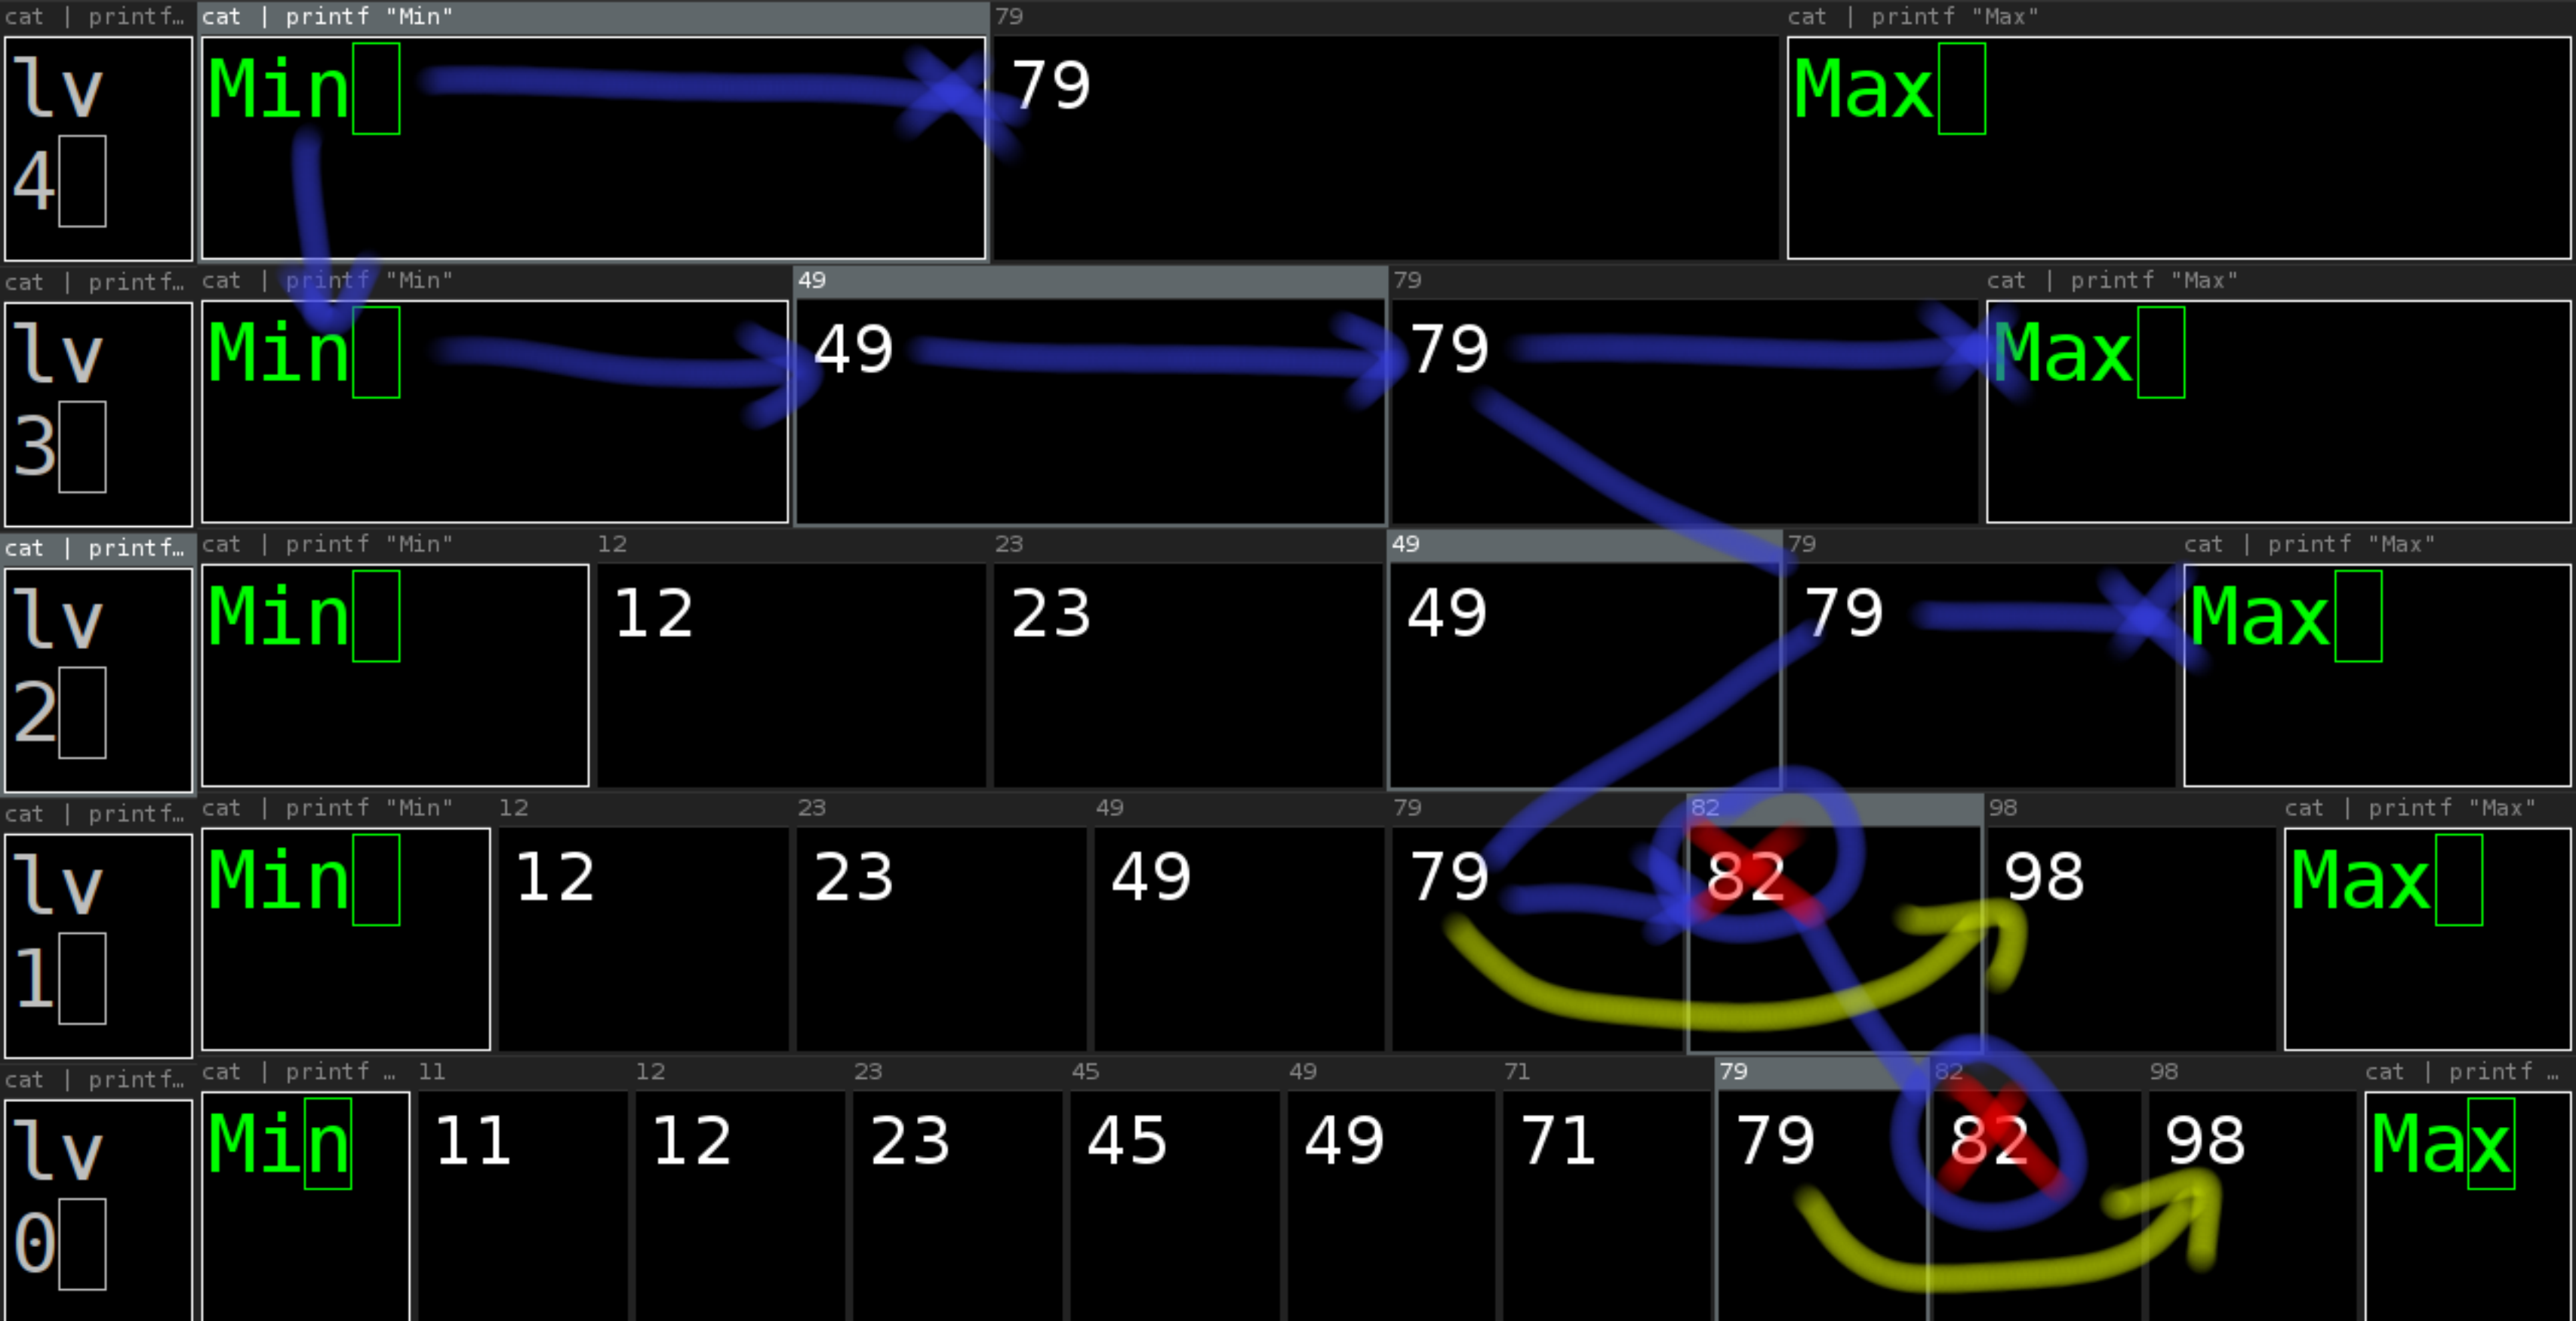 cat | printf… cat | printf "Min" 79 cat | printf "Max"
lv Min 79 Max
4
cat | printf… cat | printf "Min" 49 79 cat | printf "Max"
lv Min 49 79 Max
3
cat | printf… cat | printf "Min" 12 23 49 79 cat | printf "Max"
lv Min 12 23 49 79 Max
2
cat | printf… cat | printf "Min" 12 23 49 79 82 98 cat | printf "Max"
lv Min 12 23 49 79 82 98 Max
1
cat | printf… cat | printf … 11 12 23 45 49 71 79 82 98 cat | printf …
lv Min 11 12 23 45 49 71 79 82 98 Max
0